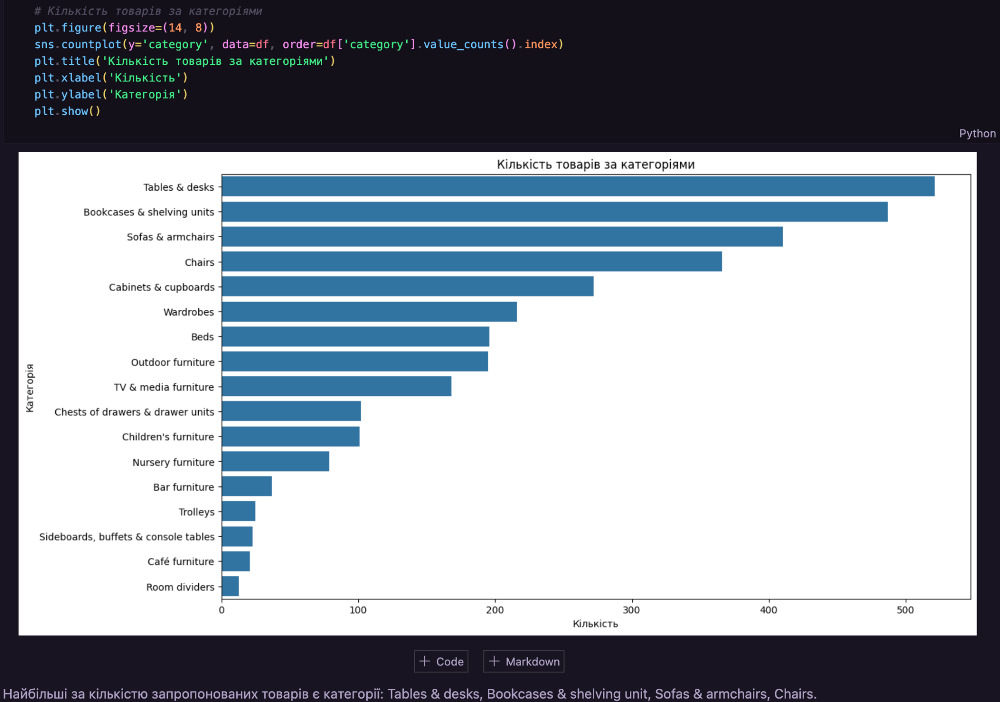 # Кількість товарів за категоріями
plt.figure(figsize=(14, 8))
sns.countplot(y='category', data=df, order=df['category'].value_counts().index)
plt.title('Кількість товарів за категоріями')
plt.xlabel('Кількість')
plt.ylabel('Категорія')
plt.show()
Python
Кількість товарів за категоріями
Tables & desks
Bookcases & shelving units
Sofas & armchairs
Chairs
Cabinets & cupboards
Wardrobes
Beds
Outdoor furniture
TV & media furniture
Chests of drawers & drawer units
Children's furniture
Nursery furniture
Bar furniture
Trolleys
Sideboards, buffets & console tables
Café furniture
Room dividers
Категорія
0 100 200 300 400 500
Кількість
+ Code + Markdown
Найбільші за кількістю запропонованих товарів є категорії: Tables & desks, Bookcases & shelving unit, Sofas & armchairs, Chairs.